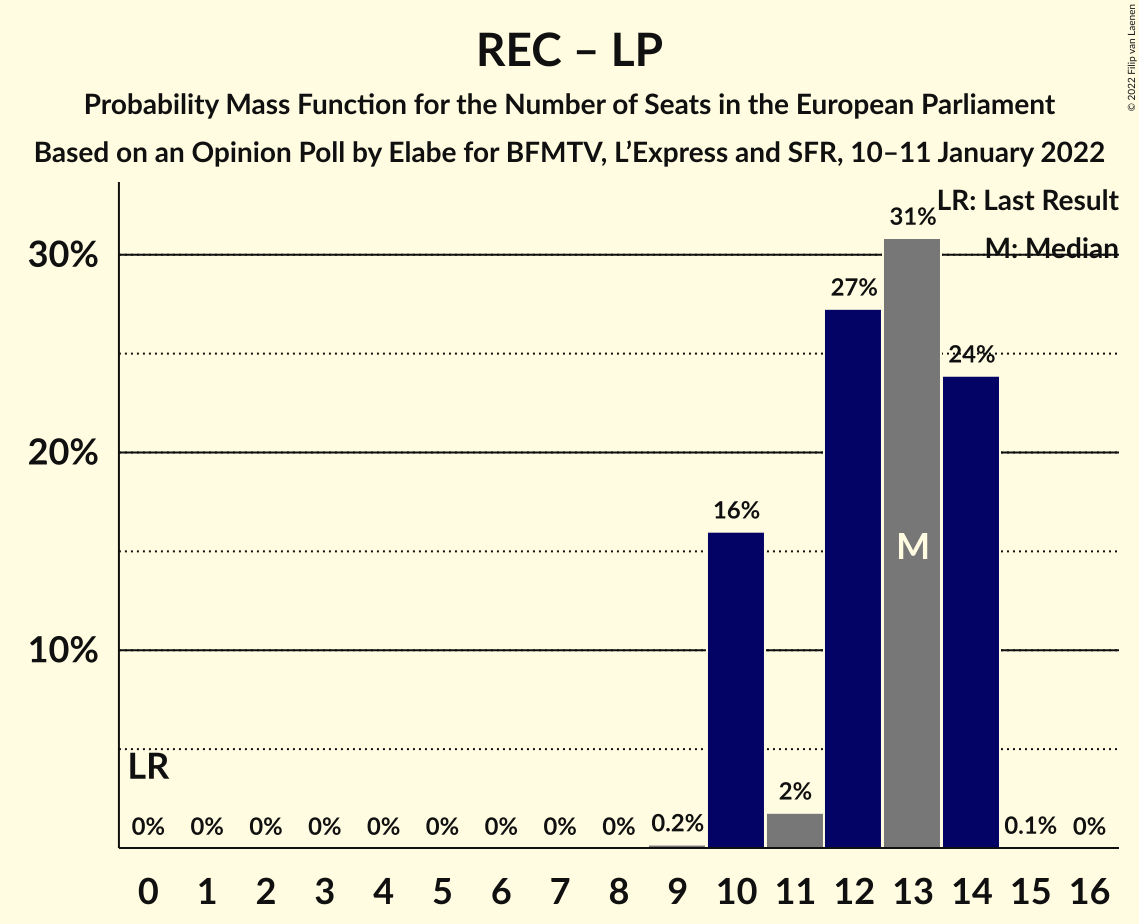 REC – LP
Probability Mass Function for the Number of Seats in the European Parliament
Based on an Opinion Poll by Elabe for BFMTV, L’Express and SFR, 10–11 January 2022
© 2022 Filip van Laenen
LR: Last Result
M: Median
30%
20%
10%
31%
27%
24%
16%
M
LR
2%
0% 0% 0% 0% 0% 0% 0% 0% 0% 0.2% 0.1% 0%
0 1 2 3 4 5 6 7 8 9 10 11 12 13 14 15 16